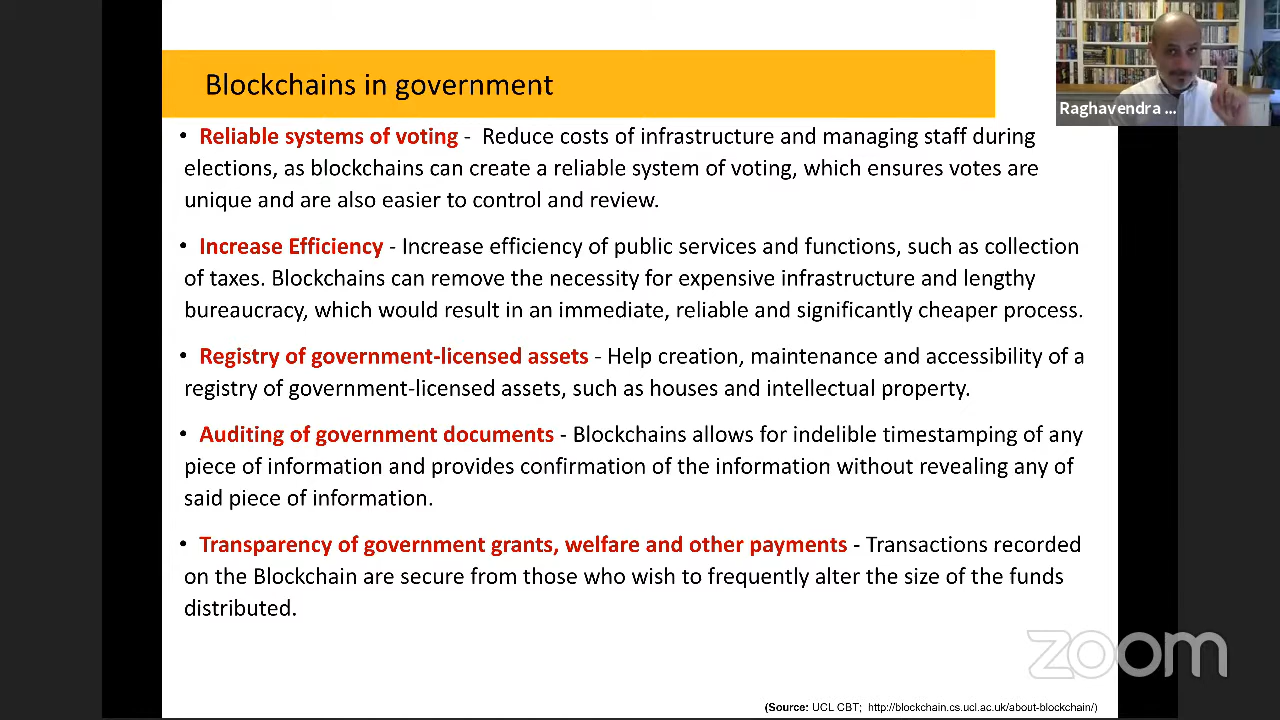 Blockchains in government
Raghavendra ...
• Reliable systems of voting - Reduce costs of infrastructure and managing staff during
elections, as blockchains can create a reliable system of voting, which ensures votes are
unique and are also easier to control and review.
• Increase Efficiency - Increase efficiency of public services and functions, such as collection
of taxes. Blockchains can remove the necessity for expensive infrastructure and lengthy
bureaucracy, which would result in an immediate, reliable and significantly cheaper process.
• Registry of government-licensed assets - Help creation, maintenance and accessibility of a
registry of government-licensed assets, such as houses and intellectual property.
• Auditing of government documents - Blockchains allows for indelible timestamping of any
piece of information and provides confirmation of the information without revealing any of
said piece of information.
• Transparency of government grants, welfare and other payments - Transactions recorded
on the Blockchain are secure from those who wish to frequently alter the size of the funds
distributed.
zoom
(Source: UCL CBT; http://blockchain.cs.ucl.ac.uk/about-blockchain/)